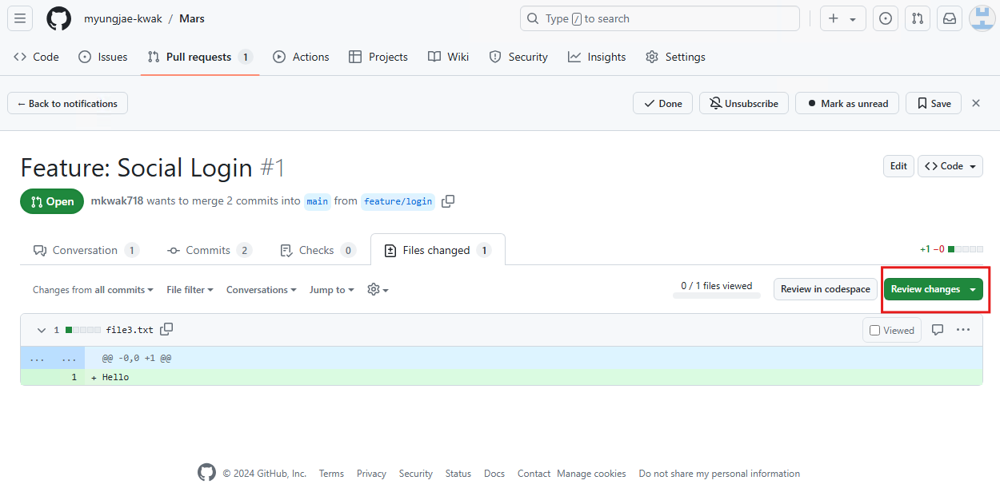 myungjae-kwak / Mars
Type / to search
Code Issues Pull requests 1 Actions Projects Wiki Security Insights Settings
← Back to notifications Done Unsubscribe Mark as unread Save
Feature: Social Login #1 Edit Code
Open mkwak718 wants to merge 2 commits into main from feature/login
Conversation 1 Commits 2 Checks 0 Files changed 1 +1 −0
Changes from all commits File filter Conversations Jump to 0 / 1 files viewed Review in codespace Review changes
1 file3.txt Viewed
... ... @@ -0,0 +1 @@
1 + Hello
© 2024 GitHub, Inc. Terms Privacy Security Status Docs Contact Manage cookies Do not share my personal information